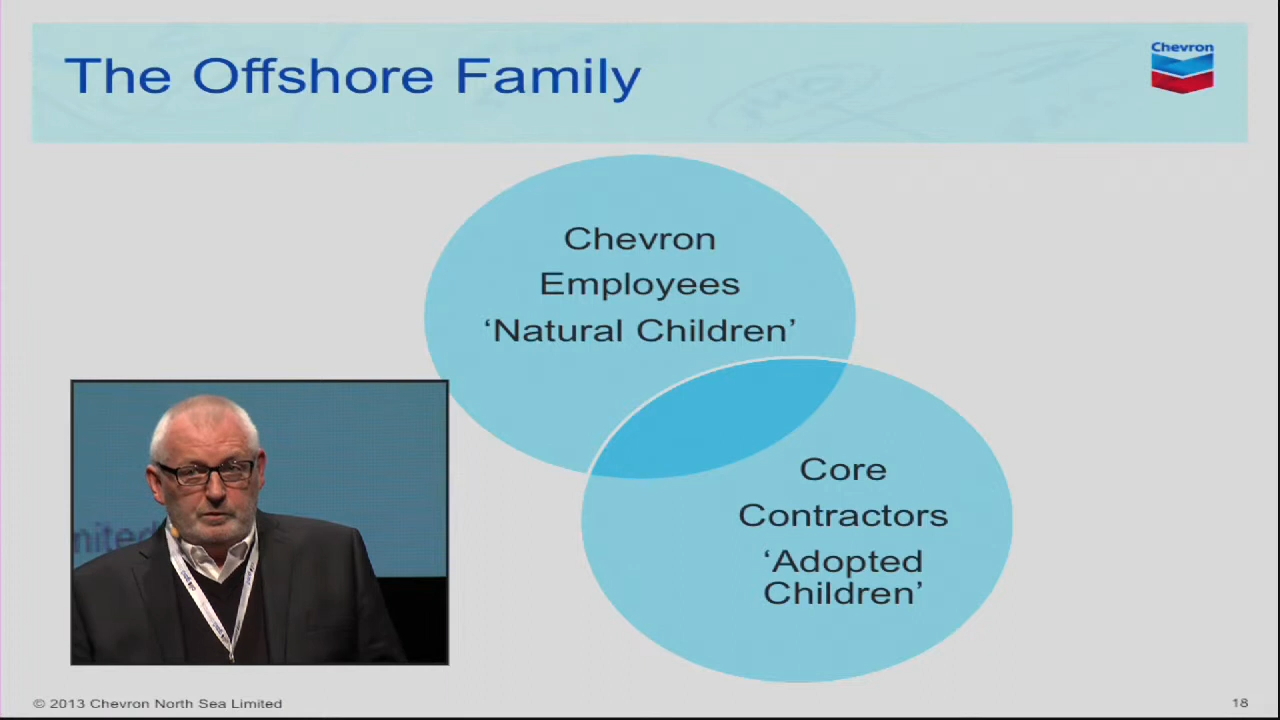 The Offshore Family
Chevron
Chevron
Employees
‘Natural Children’
Core
Contractors
‘Adopted
Children’
© 2013 Chevron North Sea Limited
18